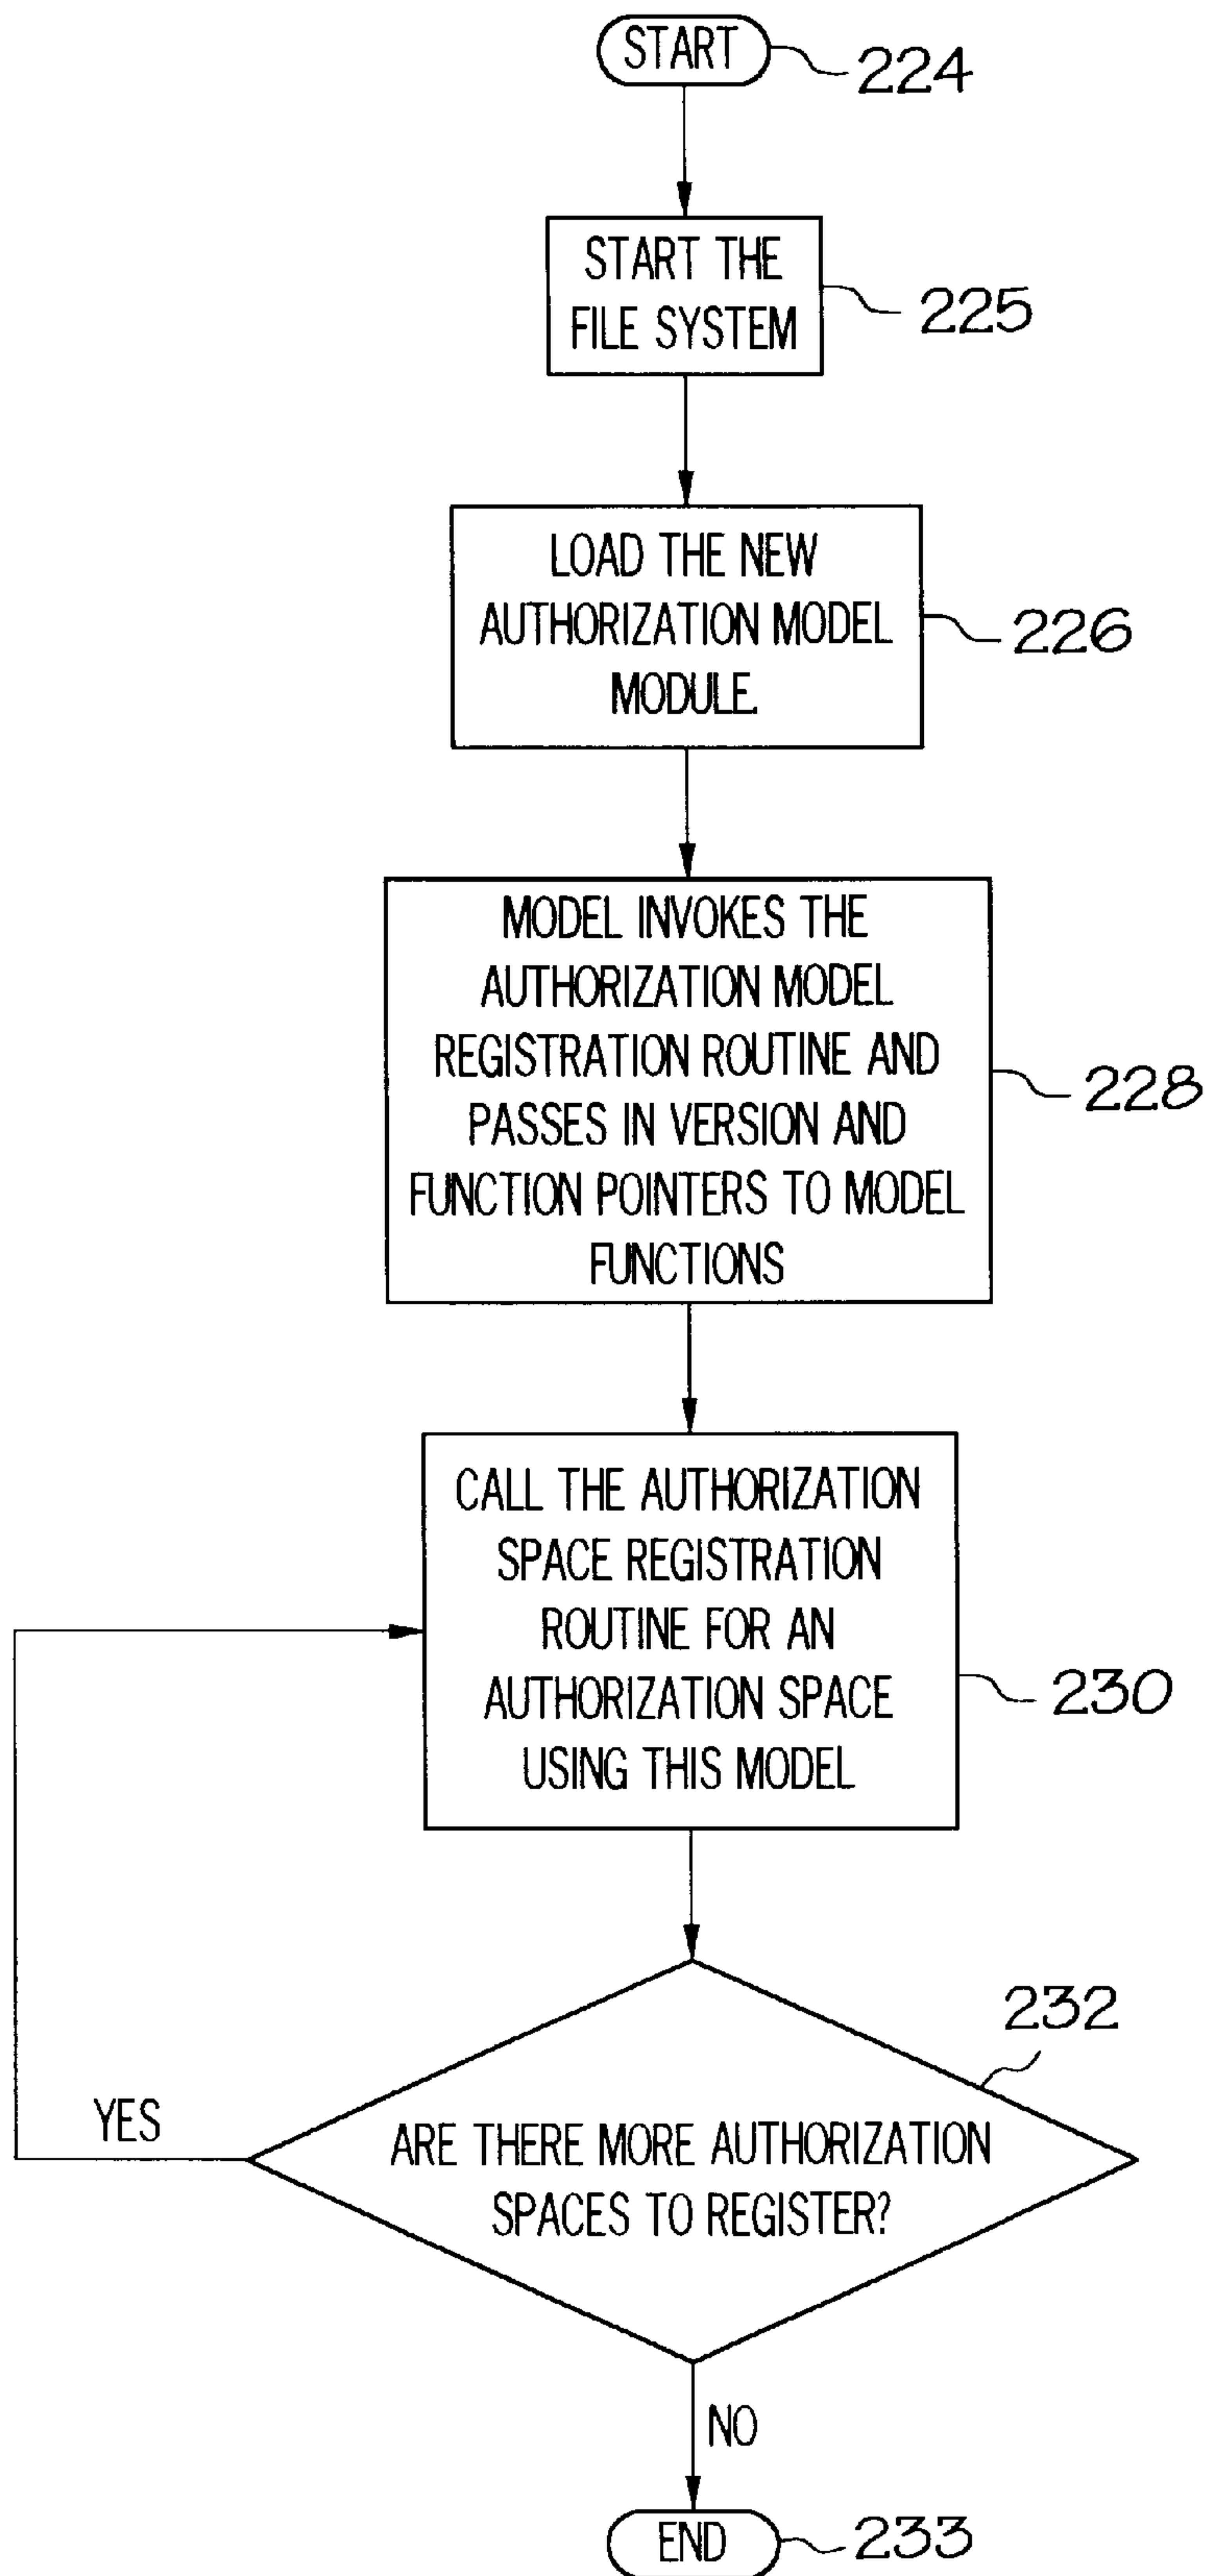 START
224
START THE
FILE SYSTEM
225
LOAD THE NEW
AUTHORIZATION MODEL
MODULE.
226
MODEL INVOKES THE
AUTHORIZATION MODEL
REGISTRATION ROUTINE AND
PASSES IN VERSION AND
FUNCTION POINTERS TO MODEL
FUNCTIONS
228
CALL THE AUTHORIZATION
SPACE REGISTRATION
ROUTINE FOR AN
AUTHORIZATION SPACE
USING THIS MODEL
230
232
YES
ARE THERE MORE AUTHORIZATION
SPACES TO REGISTER?
NO
END
233